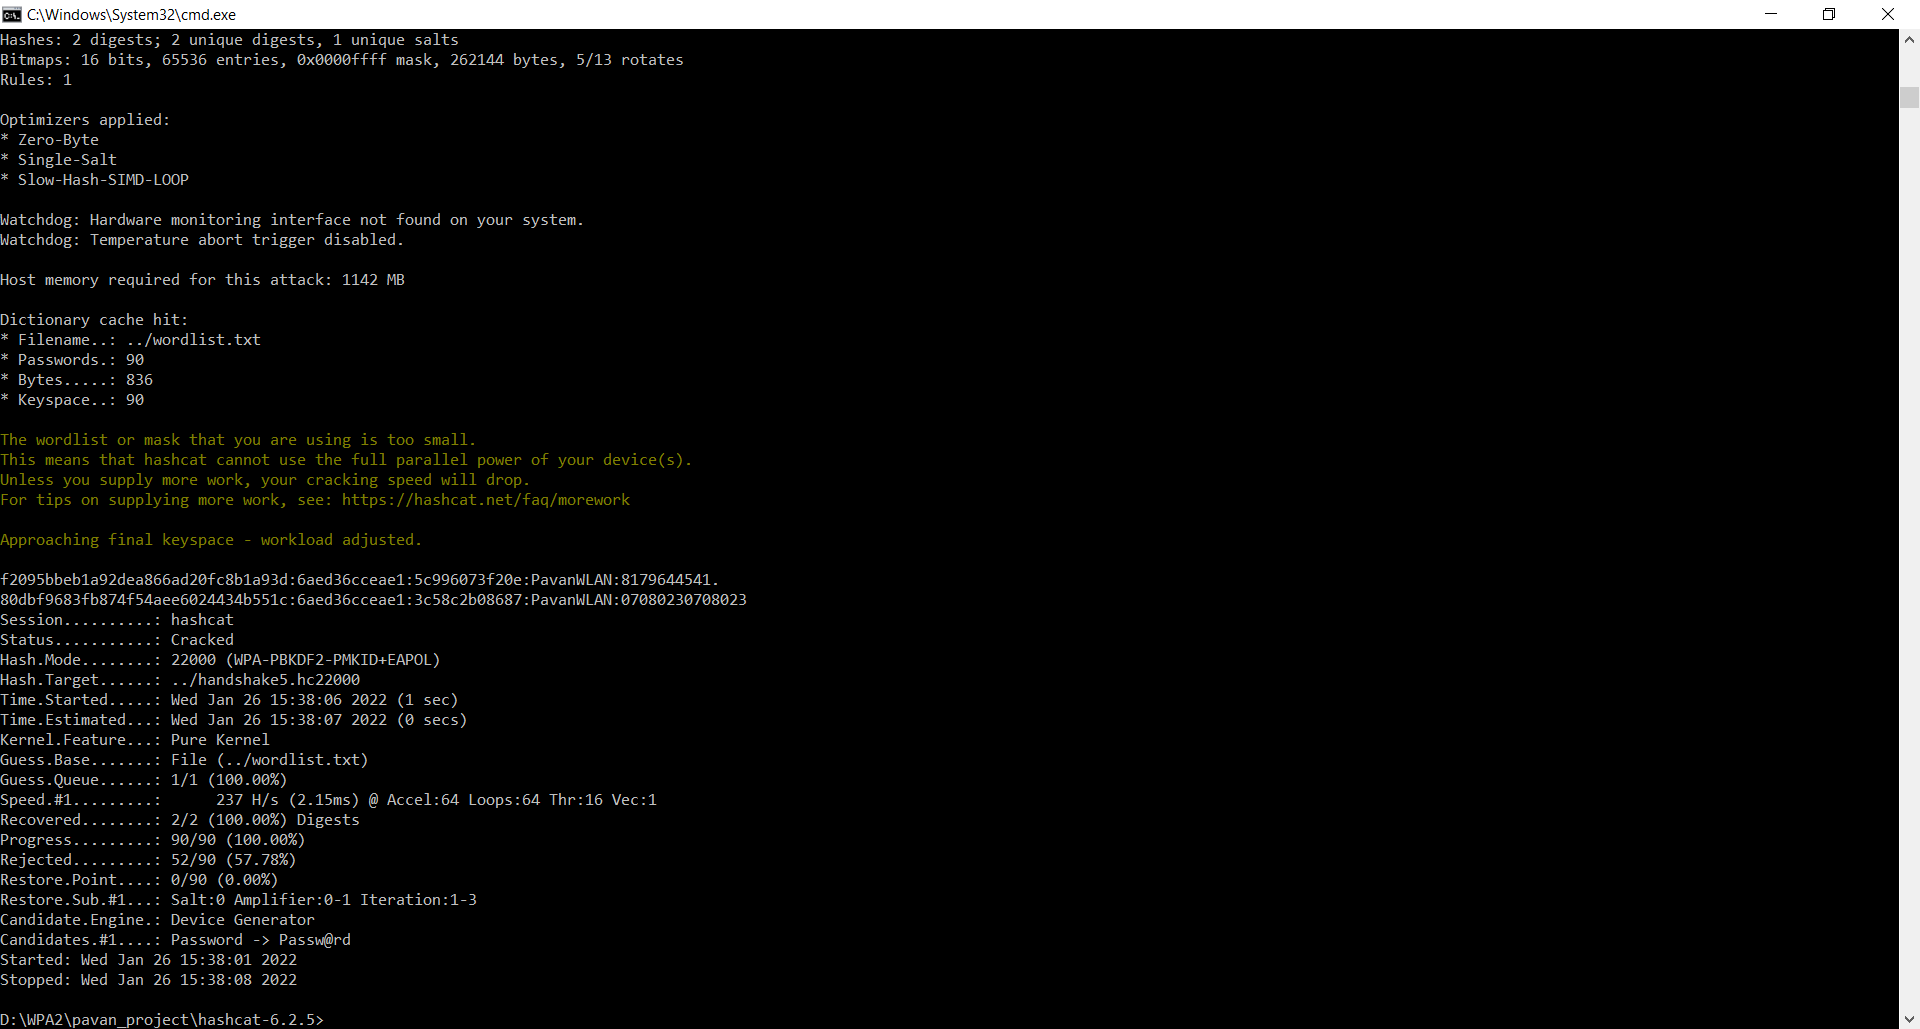 C:\Windows\System32\cmd.exe
Hashes: 2 digests; 2 unique digests, 1 unique salts
Bitmaps: 16 bits, 65536 entries, 0x0000ffff mask, 262144 bytes, 5/13 rotates
Rules: 1
Optimizers applied:
* Zero-Byte
* Single-Salt
* Slow-Hash-SIMD-LOOP
Watchdog: Hardware monitoring interface not found on your system.
Watchdog: Temperature abort trigger disabled.
Host memory required for this attack: 1142 MB
Dictionary cache hit:
* Filename..: ../wordlist.txt
* Passwords.: 90
* Bytes.....: 836
* Keyspace..: 90
The wordlist or mask that you are using is too small.
This means that hashcat cannot use the full parallel power of your device(s).
Unless you supply more work, your cracking speed will drop.
For tips on supplying more work, see: https://hashcat.net/faq/morework
Approaching final keyspace - workload adjusted.
f2095bbeb1a92dea866ad20fc8b1a93d:6aed36cceae1:5c996073f20e:PavanWLAN:8179644541.
80dbf9683fb874f54aee6024434b551c:6aed36cceae1:3c58c2b08687:PavanWLAN:07080230708023
Session..........: hashcat
Status...........: Cracked
Hash.Mode........: 22000 (WPA-PBKDF2-PMKID+EAPOL)
Hash.Target......: ../handshake5.hc22000
Time.Started.....: Wed Jan 26 15:38:06 2022 (1 sec)
Time.Estimated...: Wed Jan 26 15:38:07 2022 (0 secs)
Kernel.Feature...: Pure Kernel
Guess.Base.......: File (../wordlist.txt)
Guess.Queue......: 1/1 (100.00%)
Speed.#1.........:      237 H/s (2.15ms) @ Accel:64 Loops:64 Thr:16 Vec:1
Recovered........: 2/2 (100.00%) Digests
Progress.........: 90/90 (100.00%)
Rejected.........: 52/90 (57.78%)
Restore.Point....: 0/90 (0.00%)
Restore.Sub.#1...: Salt:0 Amplifier:0-1 Iteration:1-3
Candidate.Engine.: Device Generator
Candidates.#1....: Password -> Passw@rd
Started: Wed Jan 26 15:38:01 2022
Stopped: Wed Jan 26 15:38:08 2022
D:\WPA2\pavan_project\hashcat-6.2.5>